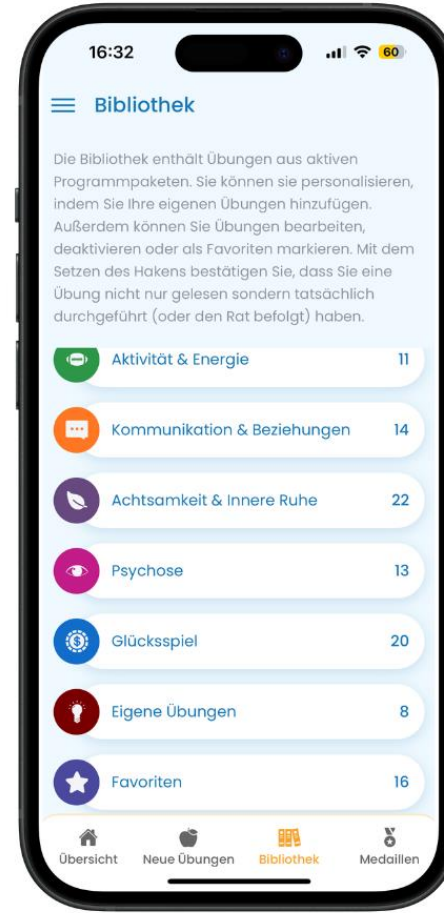 16:32
60
Bibliothek
Die Bibliothek enthält Übungen aus aktiven
Programmpaketen. Sie können sie personalisieren,
indem Sie Ihre eigenen Übungen hinzufügen.
Außerdem können Sie Übungen bearbeiten,
deaktivieren oder als Favoriten markieren. Mit dem
Setzen des Hakens bestätigen Sie, dass Sie eine
Übung nicht nur gelesen sondern tatsächlich
durchgeführt (oder den Rat befolgt) haben.
Aktivität & Energie 11
Kommunikation & Beziehungen 14
Achtsamkeit & Innere Ruhe 22
Psychose 13
Glücksspiel 20
Eigene Übungen 8
Favoriten 16
Übersicht Neue Übungen Bibliothek Medaillen